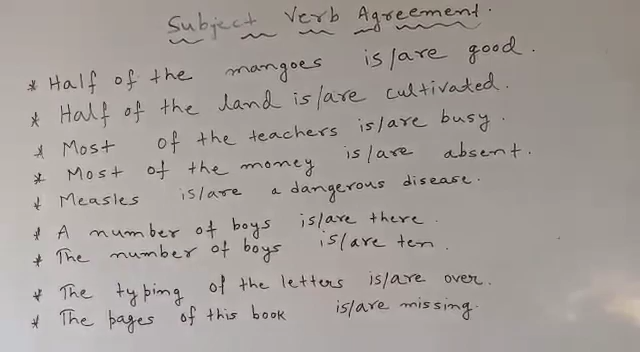 Subject Verb Agreement.
* Half of the mangoes is/are good.
* Half of the land is/are cultivated.
* Most of the teachers is/are busy.
* Most of the money is/are absent.
* Measles is/are a dangerous disease.
* A number of boys is/are there.
* The number of boys is/are ten.
* The typing of the letters is/are over.
* The pages of this book is/are missing.